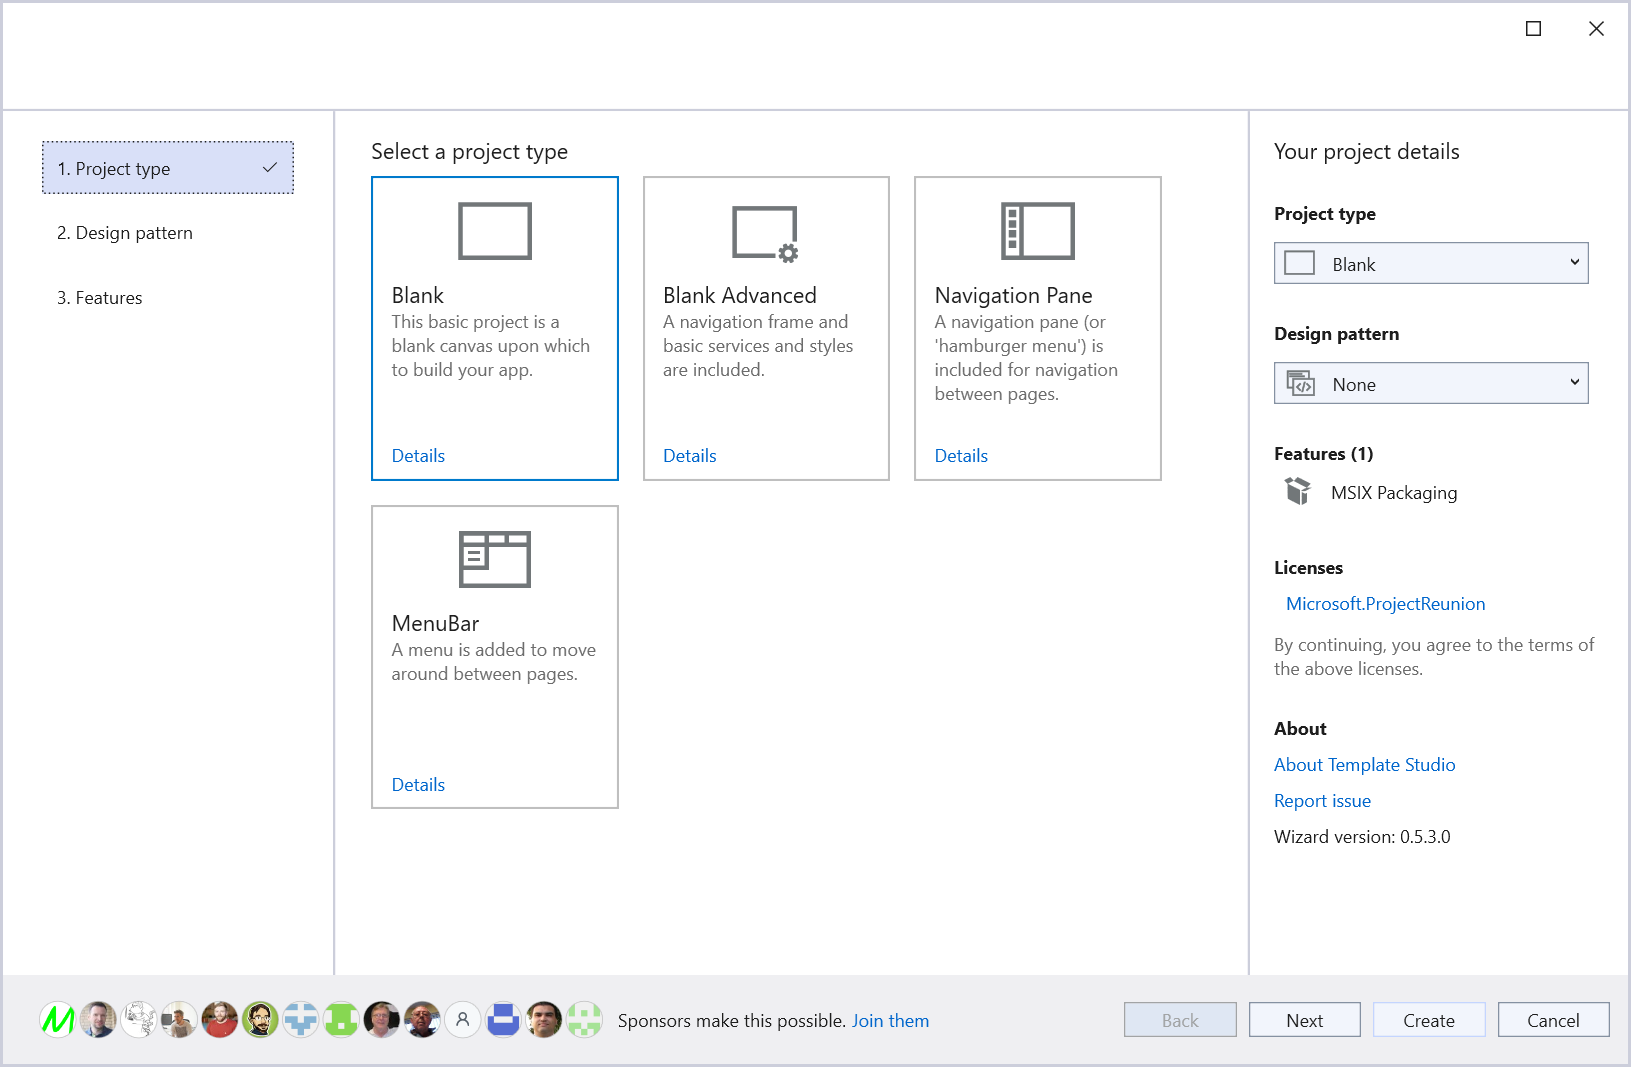 1. Project type
2. Design pattern
3. Features
Select a project type
Blank
This basic project is a
blank canvas upon which
to build your app.
Details
Blank Advanced
A navigation frame and
basic services and styles
are included.
Details
Navigation Pane
A navigation pane (or
'hamburger menu') is
included for navigation
between pages.
Details
MenuBar
A menu is added to move
around between pages.
Details
Your project details
Project type
Blank
Design pattern
None
Features (1)
MSIX Packaging
Licenses
Microsoft.ProjectReunion
By continuing, you agree to the terms of
the above licenses.
About
About Template Studio
Report issue
Wizard version: 0.5.3.0
Sponsors make this possible. Join them
Back
Next
Create
Cancel